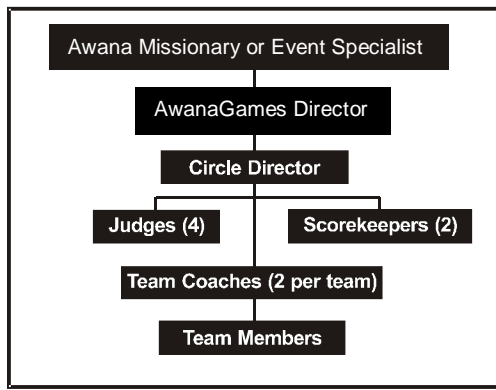 Awana Missionary or Event Specialist
AwanaGames Director
Circle Director
Judges (4)
Scorekeepers (2)
Team Coaches (2 per team)
Team Members